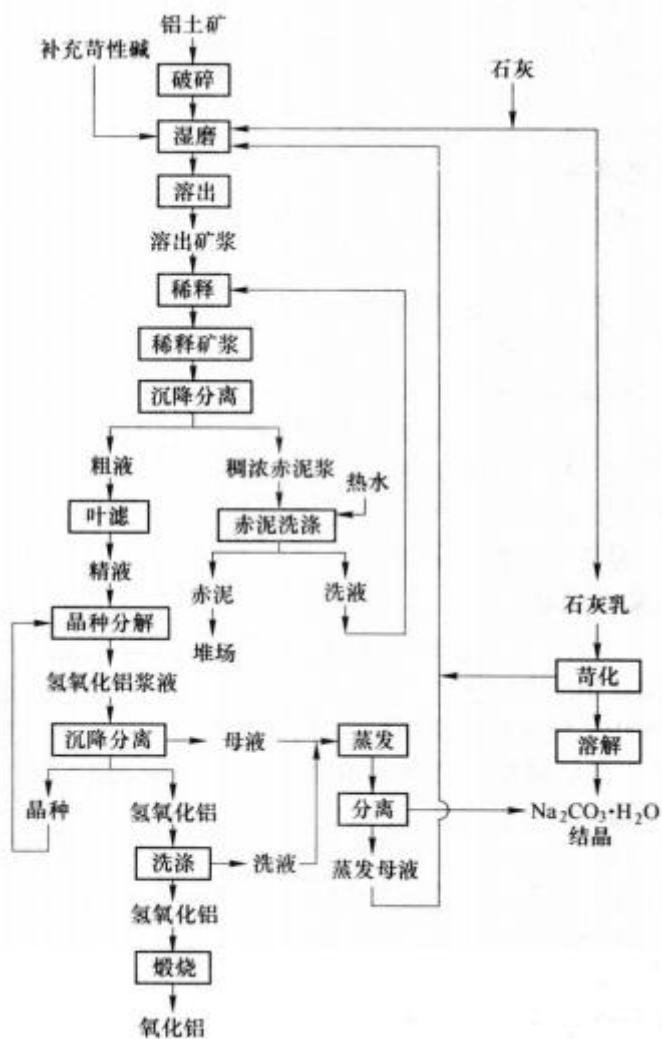 铝土矿
补充苛性碱
石灰
破碎
湿磨
溶出
溶出矿浆
稀释
稀释矿浆
沉降分离
粗液
稠浓赤泥浆
热水
叶滤
赤泥洗涤
精液
赤泥
洗液
石灰乳
晶种分解
堆场
苛化
氢氧化铝浆液
沉降分离
母液
蒸发
溶解
晶种
氢氧化铝
分离
Na₂CO₃·H₂O
结晶
洗涤
洗液
蒸发母液
氢氧化铝
煅烧
氧化铝